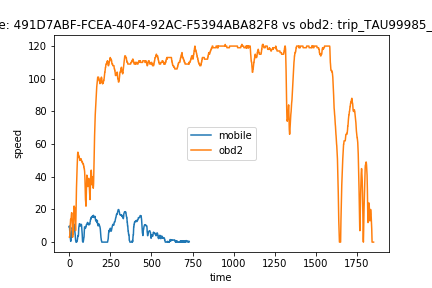 e: 491D7ABF-FCEA-40F4-92AC-F5394ABA82F8 vs obd2: trip_TAU99985_
120
100
80
60
40
20
0
speed
mobile
obd2
0 250 500 750 1000 1250 1500 1750
time